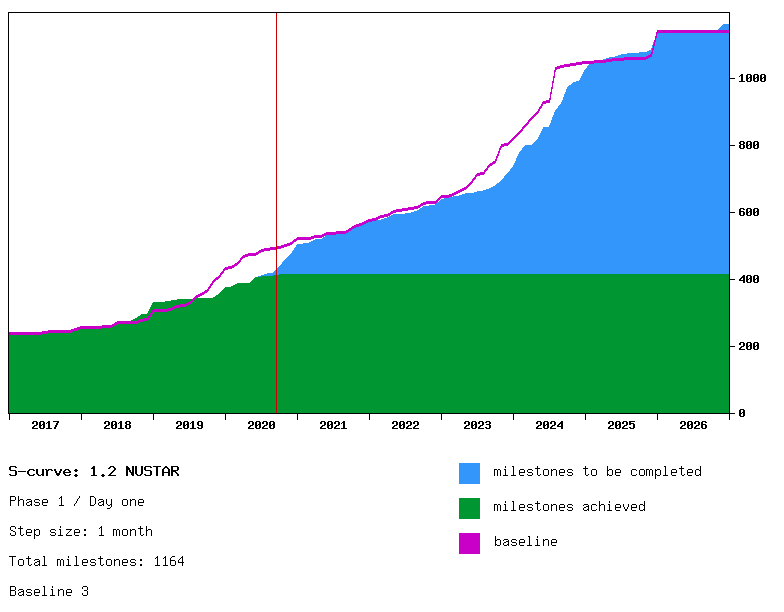 1000
800
600
400
200
0
2017 2018 2019 2020 2021 2022 2023 2024 2025 2026
S-curve: 1.2 NUSTAR
Phase 1 / Day one
Step size: 1 month
Total milestones: 1164
Baseline 3
milestones to be completed
milestones achieved
baseline